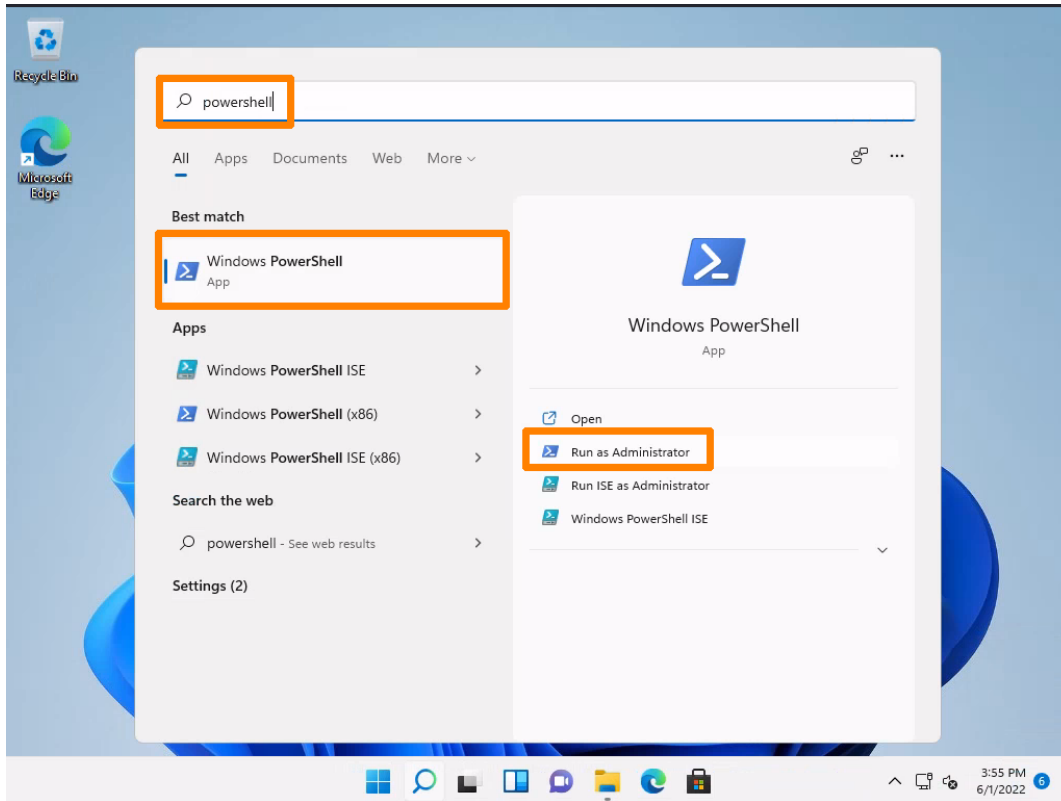 Recycle Bin
Microsoft
Edge
powershell
All Apps Documents Web More
Best match
Windows PowerShell
App
Apps
Windows PowerShell ISE
Windows PowerShell (x86)
Windows PowerShell ISE (x86)
Search the web
powershell - See web results
Settings (2)
Windows PowerShell
App
Open
Run as Administrator
Run ISE as Administrator
Windows PowerShell ISE
3:55 PM
6/1/2022
6